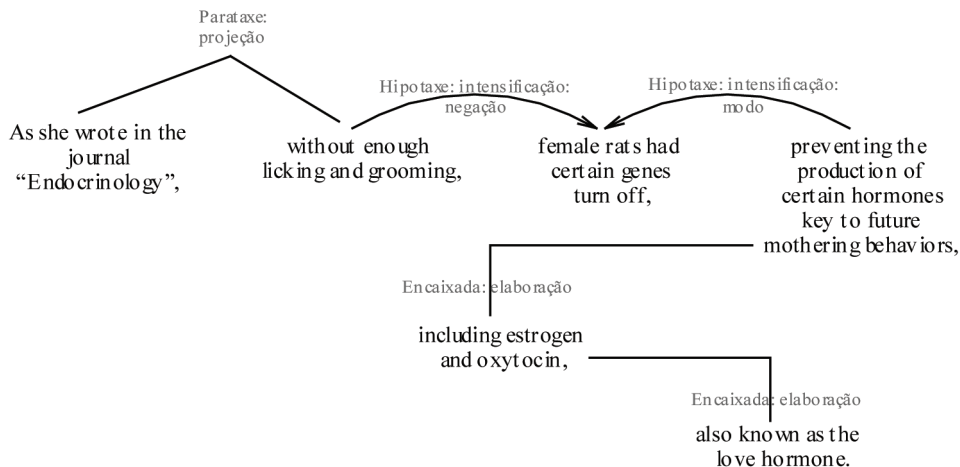 Parataxe:
projeção
Hipotaxe: intensificação:
negação
Hipotaxe: intensificação:
modo
As she wrote in the
journal
“Endocrinology”,
without enough
licking and grooming,
female rats had
certain genes
turn off,
preventing the
production of
certain hormones
key to future
mothering behaviors,
Encaixada: elaboração
including estrogen
and oxytocin,
Encaixada: elaboração
also known as the
love hormone.